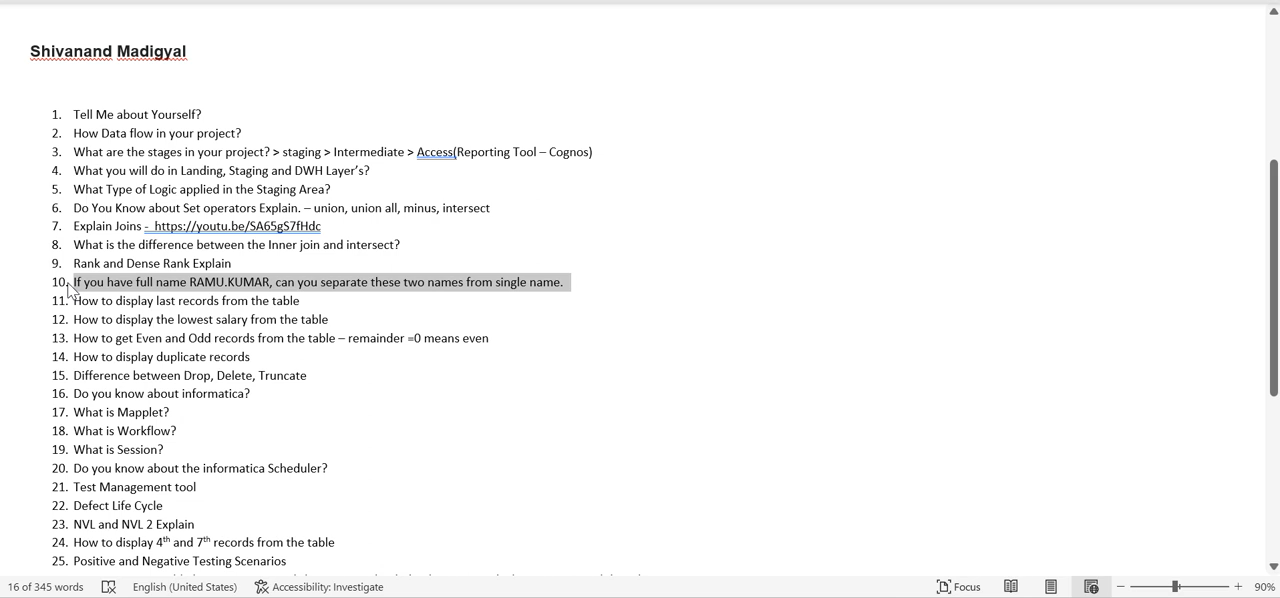 Shivanand Madigyal
1. Tell Me about Yourself?
2. How Data flow in your project?
3. What are the stages in your project? > staging > Intermediate > Access(Reporting Tool – Cognos)
4. What you will do in Landing, Staging and DWH Layer’s?
5. What Type of Logic applied in the Staging Area?
6. Do You Know about Set operators Explain. – union, union all, minus, intersect
7. Explain Joins - https://youtu.be/SA65gS7fHdc
8. What is the difference between the Inner join and intersect?
9. Rank and Dense Rank Explain
10. If you have full name RAMU.KUMAR, can you separate these two names from single name.
11. How to display last records from the table
12. How to display the lowest salary from the table
13. How to get Even and Odd records from the table – remainder =0 means even
14. How to display duplicate records
15. Difference between Drop, Delete, Truncate
16. Do you know about informatica?
17. What is Mapplet?
18. What is Workflow?
19. What is Session?
20. Do you know about the informatica Scheduler?
21. Test Management tool
22. Defect Life Cycle
23. NVL and NVL 2 Explain
24. How to display 4th and 7th records from the table
25. Positive and Negative Testing Scenarios
16 of 345 words English (United States) Accessibility: Investigate Focus 90%